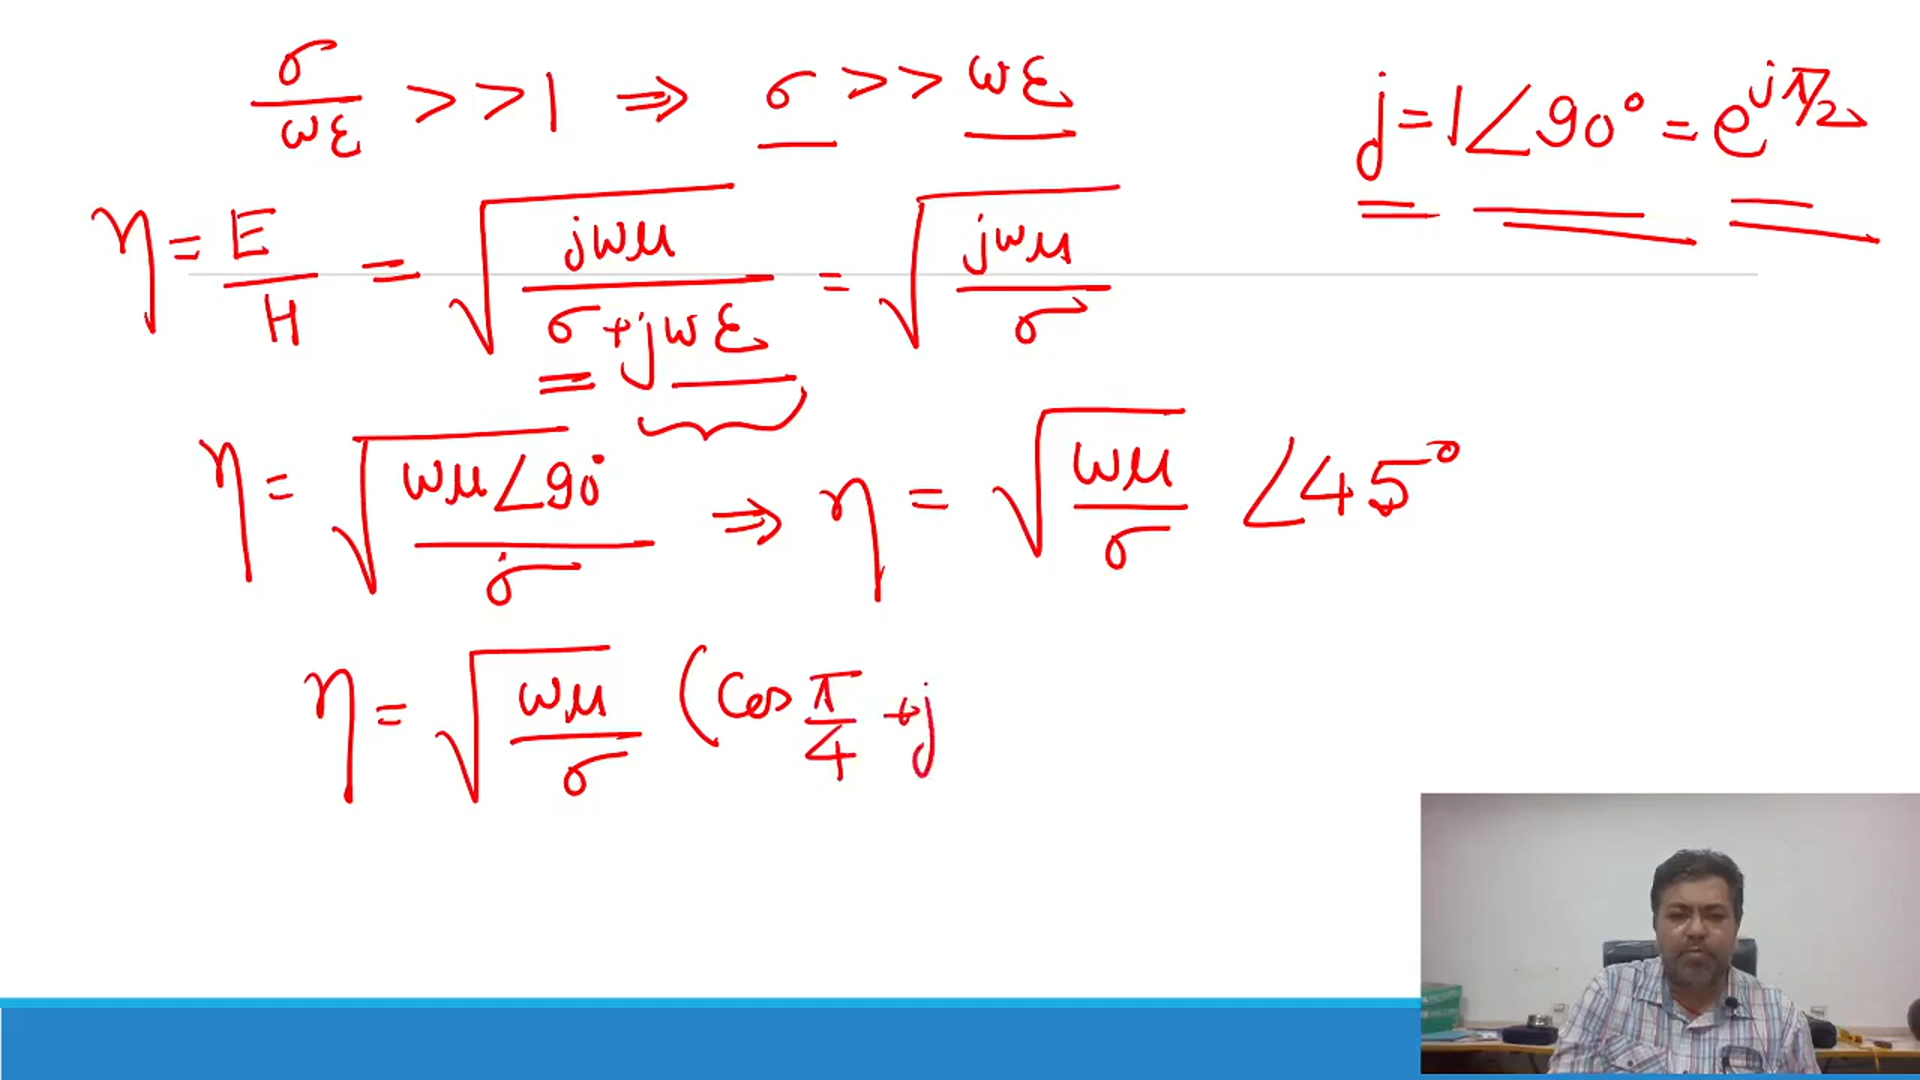 σ/ωε >> 1 ⇒ σ >> ωε
j = 1∠90° = e^{jπ/2}
η = E/H = √(jωμ/(σ+jωε)) = √(jωμ/σ)
η = √(ωμ∠90°/σ) ⇒ η = √(ωμ/σ) ∠45°
η = √(ωμ/σ) (Cos π/4 + j